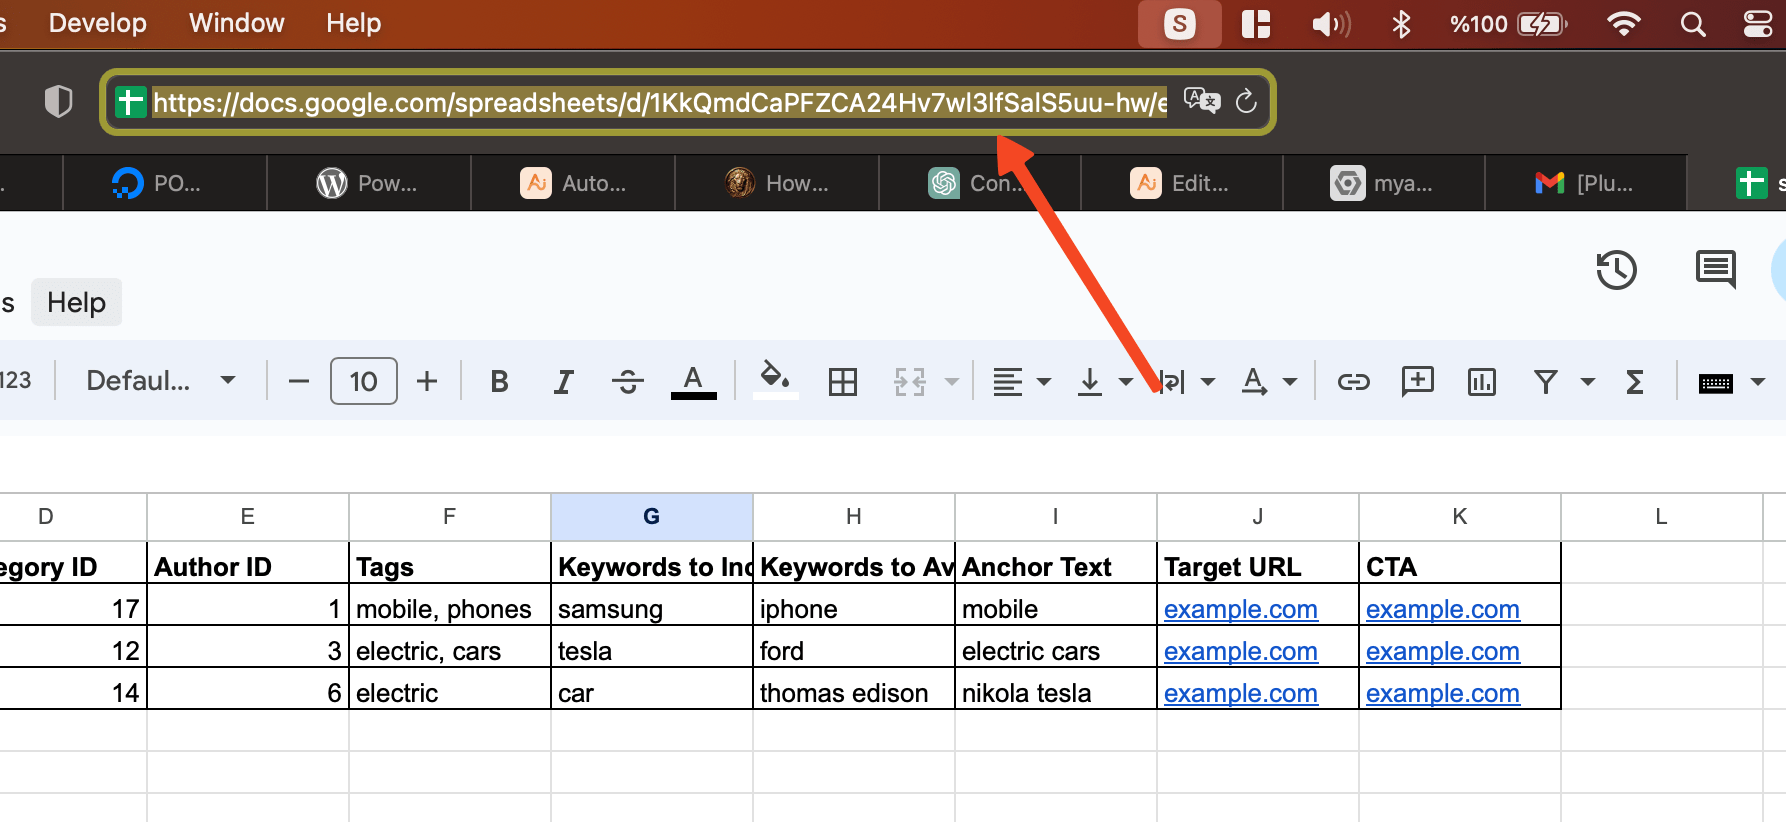 s Develop Window Help S %100
https://docs.google.com/spreadsheets/d/1KkQmdCaPFZCA24Hv7wl3lfSalS5uu-hw/e
PO... Pow... Auto... How... Con... Edit... mya... [Plu... s
s Help
123 Defaul... 10
D E F G H I J K L
egory ID Author ID Tags Keywords to Inc Keywords to Av Anchor Text Target URL CTA
17 1 mobile, phones samsung iphone mobile example.com example.com
12 3 electric, cars tesla ford electric cars example.com example.com
14 6 electric car thomas edison nikola tesla example.com example.com